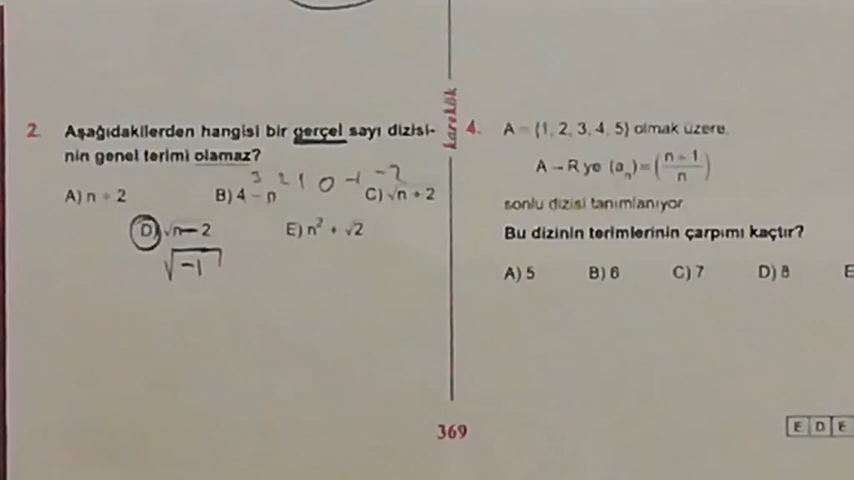 2. Aşağıdakilerden hangisi bir gerçel sayı dizisi-
nin genel terimi olamaz?
3 2 1 0 -1 -2
A) n + 2 B) 4 - n C) √n + 2
D) √n - 2 E) n² + √2
√-1
karekök
4. A = {1, 2, 3, 4, 5} olmak üzere,
A → R ye (aₙ) = (n + 1 / n)
sonlu dizisi tanımlanıyor
Bu dizinin terimlerinin çarpımı kaçtır?
A) 5 B) 6 C) 7 D) 8 E
369
E D E